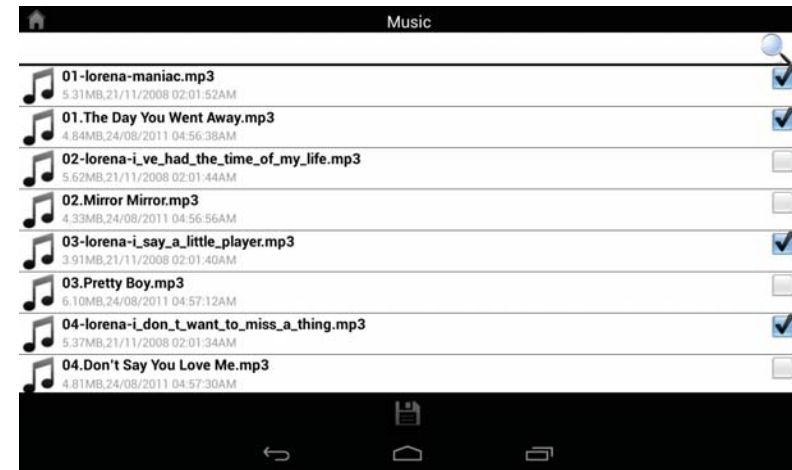 Music
01-lorena-maniac.mp3
5.31MB,21/11/2008 02:01:52AM
01.The Day You Went Away.mp3
4.84MB,24/08/2011 04:56:38AM
02-lorena-i_ve_had_the_time_of_my_life.mp3
5.62MB,21/11/2008 02:01:44AM
02.Mirror Mirror.mp3
4.33MB,24/08/2011 04:56:56AM
03-lorena-i_say_a_little_player.mp3
3.91MB,21/11/2008 02:01:40AM
03.Pretty Boy.mp3
6.10MB,24/08/2011 04:57:12AM
04-lorena-i_don_t_want_to_miss_a_thing.mp3
5.37MB,21/11/2008 02:01:34AM
04.Don't Say You Love Me.mp3
4.81MB,24/08/2011 04:57:30AM